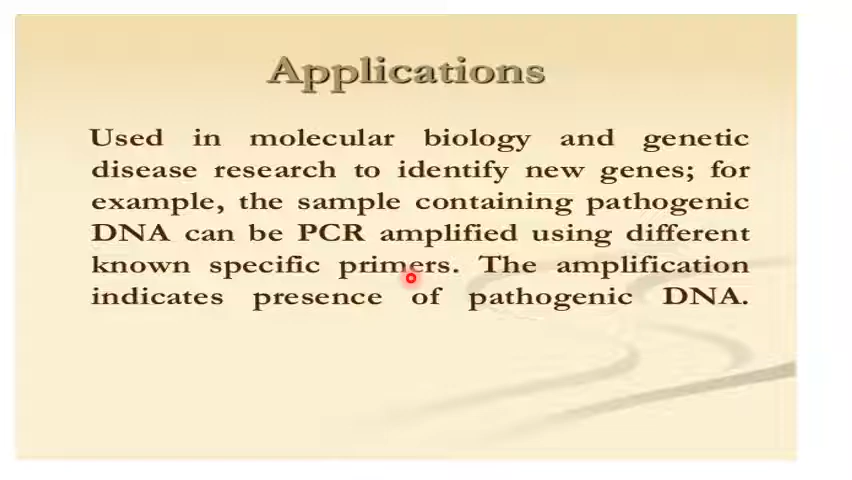 Applications
Used in molecular biology and genetic
disease research to identify new genes; for
example, the sample containing pathogenic
DNA can be PCR amplified using different
known specific primers. The amplification
indicates presence of pathogenic DNA.